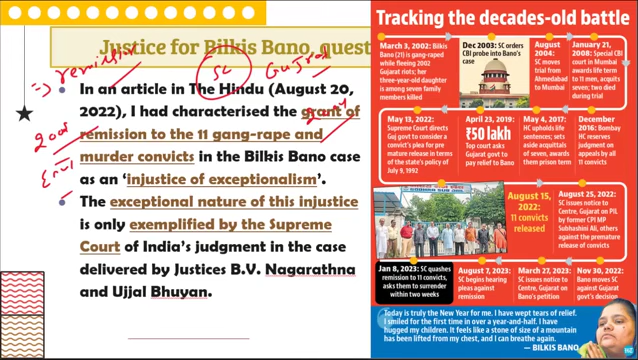 Justice for Bilkis Bano, quest
=> remission
SC
Gujrat
In an article in The Hindu (August 20,
2022), I had characterised the grant of
remission to the 11 gang-rape and
murder convicts in the Bilkis Bano case
as an ‘injustice of exceptionalism’.
The exceptional nature of this injustice
is only exemplified by the Supreme
Court of India’s judgment in the case
delivered by Justices B.V. Nagarathna
and Ujjal Bhuyan.
Tracking the decades-old battle
March 3, 2002: Bilkis
Bano (21) is gang-raped
while fleeing 2002
Gujarat riots; her
three-year-old daughter
is among seven family
members killed
Dec 2003: SC orders
CBI probe into Bano's
case
August
2004:
SC moves
trial from
Ahmedabad to
Mumbai
January 21,
2008: Special CBI
court in Mumbai
awards life term
to 11 men, acquits
seven; two died
during trial
May 13, 2022:
Supreme Court directs
Guj govt to consider a
convict's plea for pre
mature release in terms
of the state's policy of
July 9, 1992
April 23, 2019:
₹50 lakh
Top court asks
Gujarat govt to
pay relief to Bano
May 4, 2017:
HC upholds life
sentences; sets
aside acquittals
of seven, awards
them prison term
December 2016:
Bombay
HC reserves
judgment on
appeals by all
11 convicts
August 15,
2022:
11 convicts
released
August 25, 2022:
SC issues notice to
Centre, Gujarat on PIL
by former CPI MP
Subhashini Ali, others
against the premature
release of convicts
Jan 8, 2023: SC quashes
remission to 11 convicts,
asks them to surrender
within two weeks
August 7, 2023:
SC begins hearing
pleas against
remission
March 27, 2023:
SC issues notice to
Centre, Gujarat on
Bano's petition
Nov 30, 2022:
Bano moves SC
against Gujarat
govt's decision
Today is truly the New Year for me. I have wept tears of relief.
I smiled for the first time in over a year-and-half. I have
hugged my children. It feels like a stone of size of a mountain
has been lifted from my chest, and I can breathe again.
— BILKIS BANO